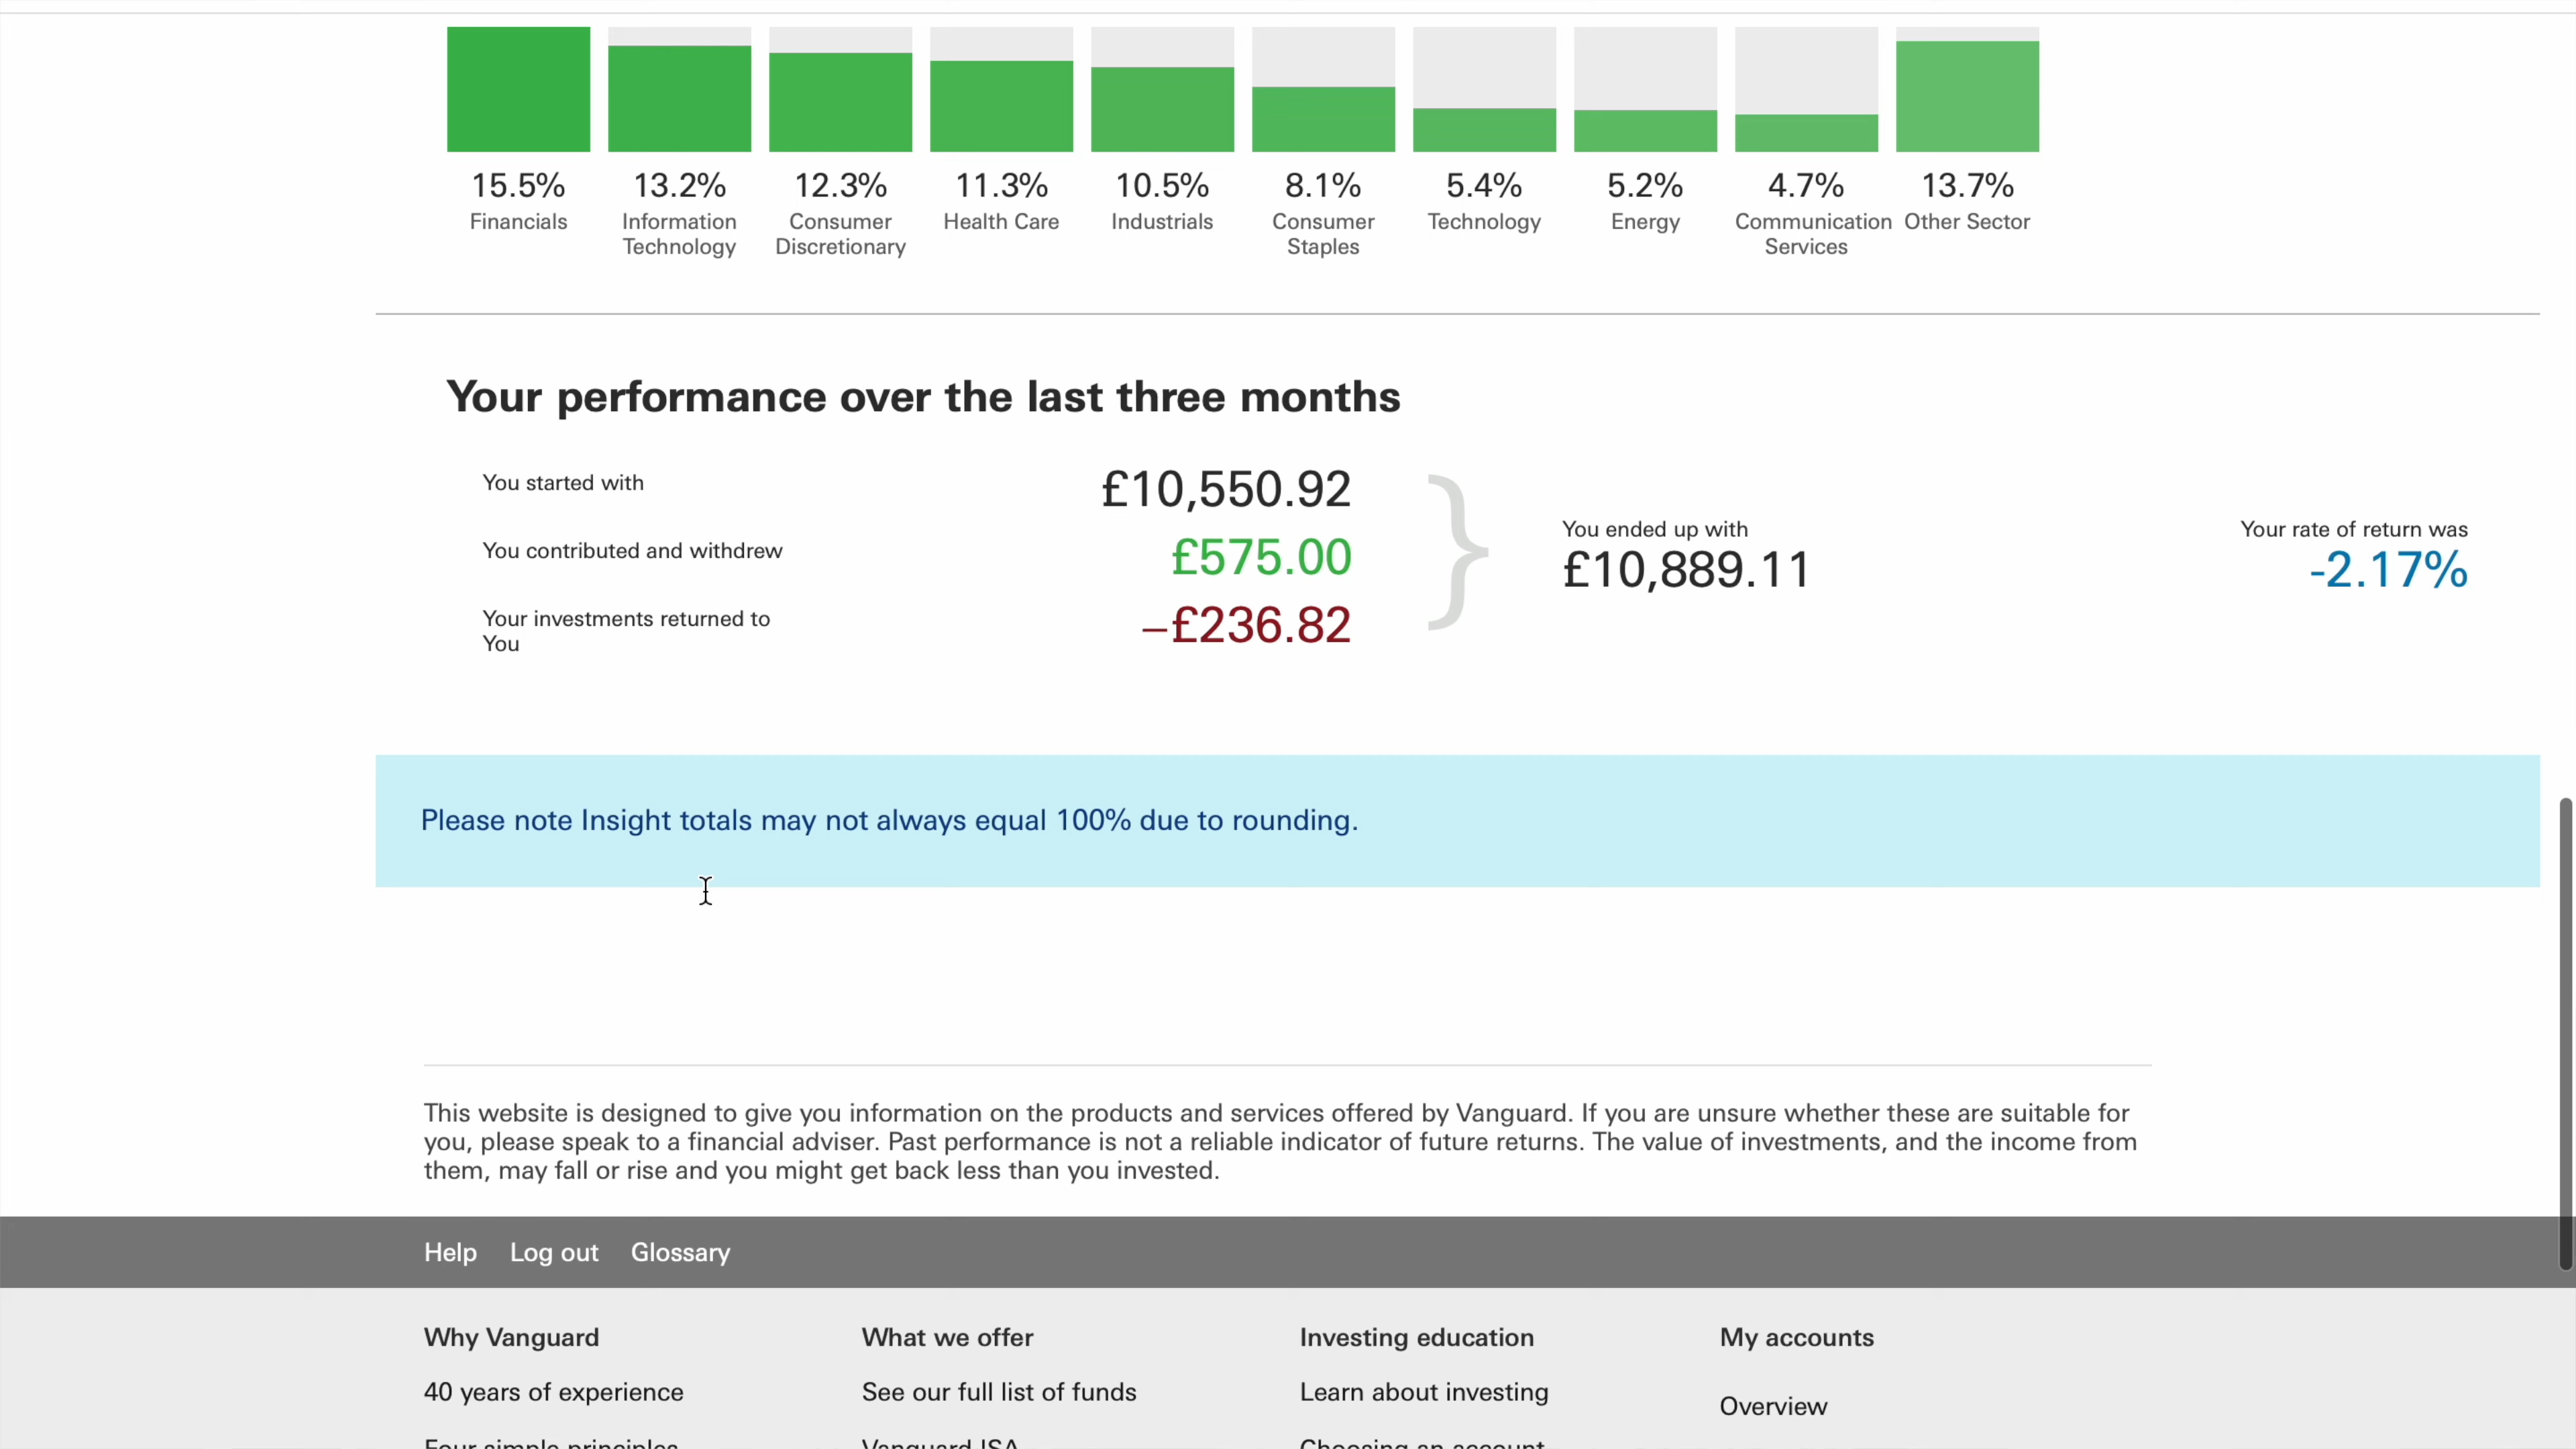 15.5% 13.2% 12.3% 11.3% 10.5% 8.1% 5.4% 5.2% 4.7% 13.7%
Financials Information Consumer Health Care Industrials Consumer Technology Energy Communication Other Sector
Technology Discretionary Staples Services
Your performance over the last three months
You started with £10,550.92
You contributed and withdrew £575.00
Your investments returned to
You
–£236.82
You ended up with
£10,889.11
Your rate of return was
-2.17%
Please note Insight totals may not always equal 100% due to rounding.
This website is designed to give you information on the products and services offered by Vanguard. If you are unsure whether these are suitable for
you, please speak to a financial adviser. Past performance is not a reliable indicator of future returns. The value of investments, and the income from
them, may fall or rise and you might get back less than you invested.
Help Log out Glossary
Why Vanguard What we offer Investing education My accounts
40 years of experience See our full list of funds Learn about investing Overview
Four simple principles Vanguard ISA Choosing an account